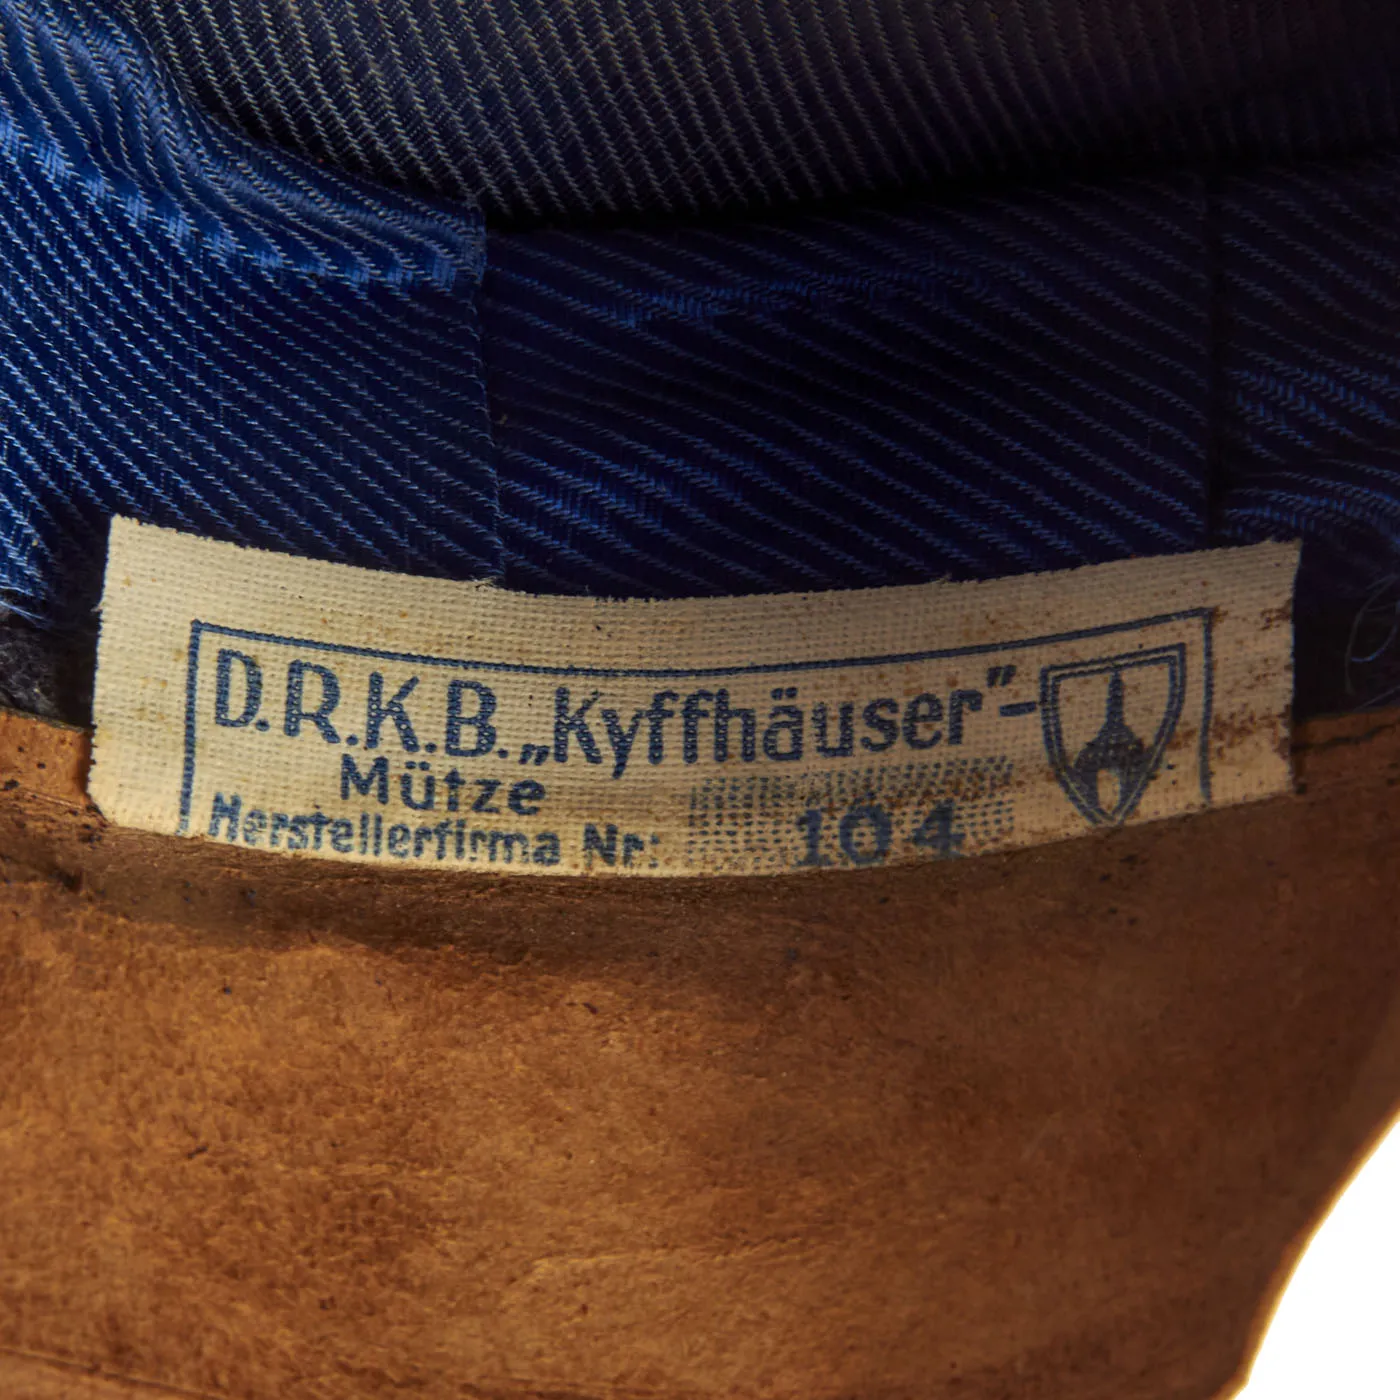 D.R.K.B. „Kyffhäuser"-
Mütze
Herstellerfirma Nr: 104